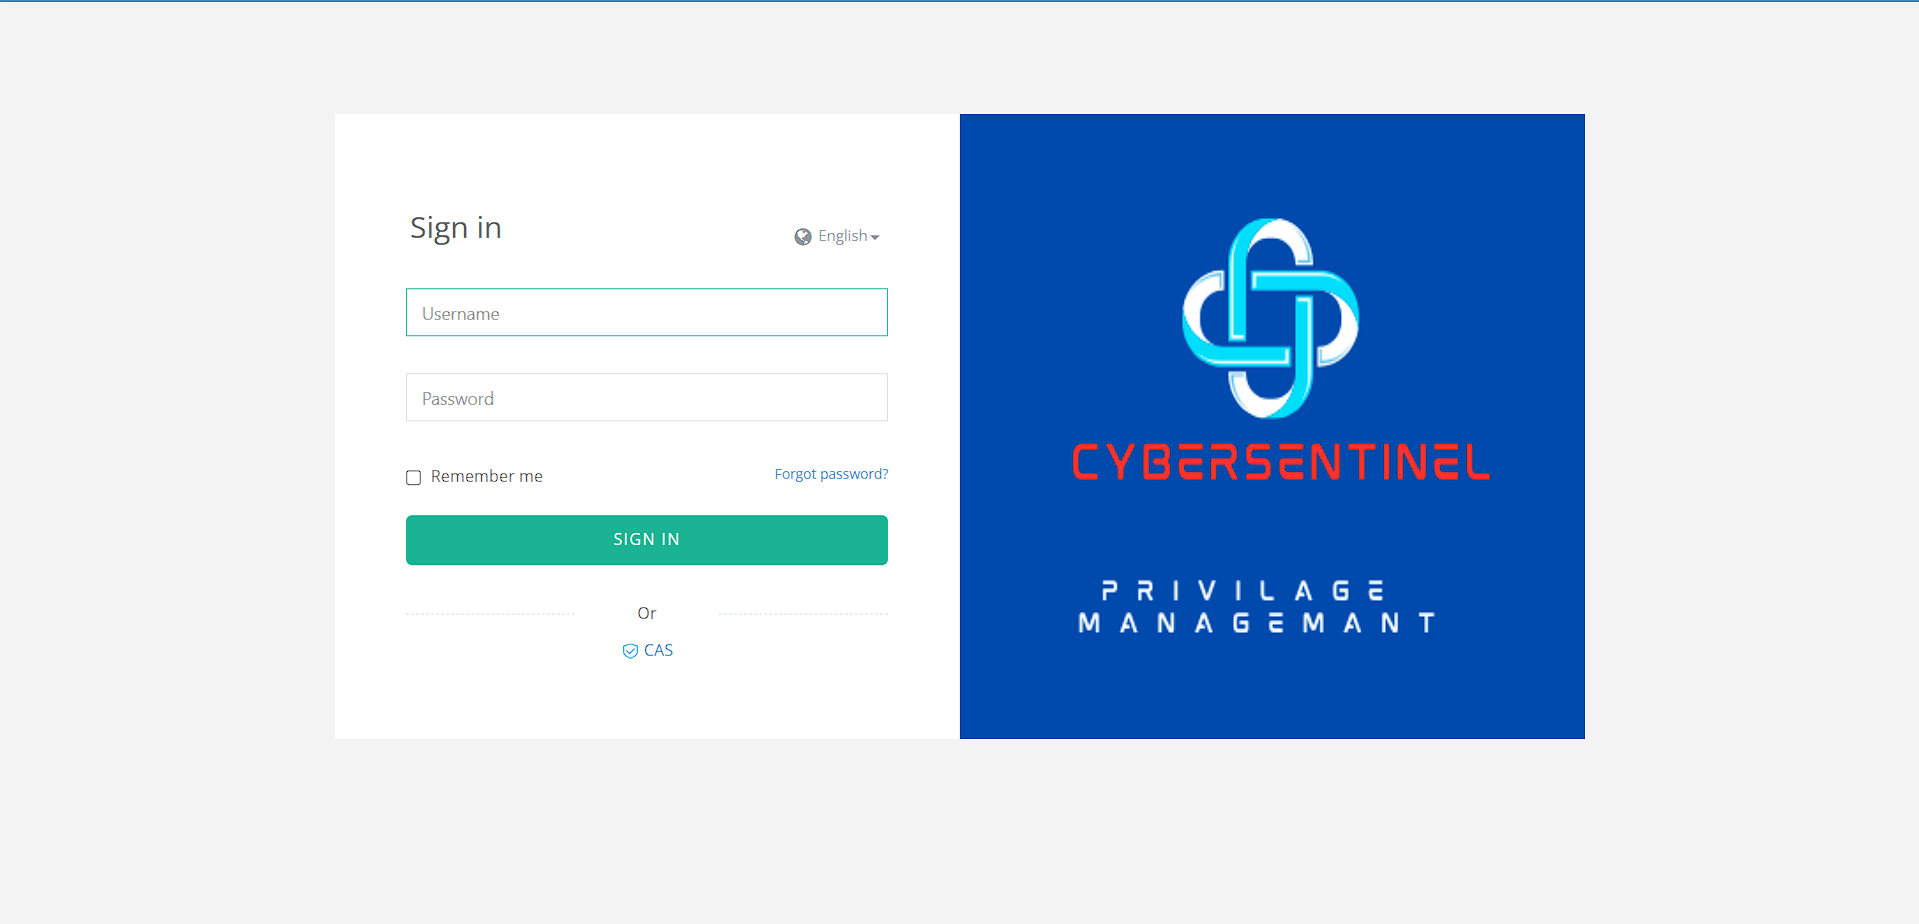 Sign in
English
Username
Password
Remember me
Forgot password?
SIGN IN
Or
CAS
CYBERSENTINEL
PRIVILAGE
MANAGEMANT